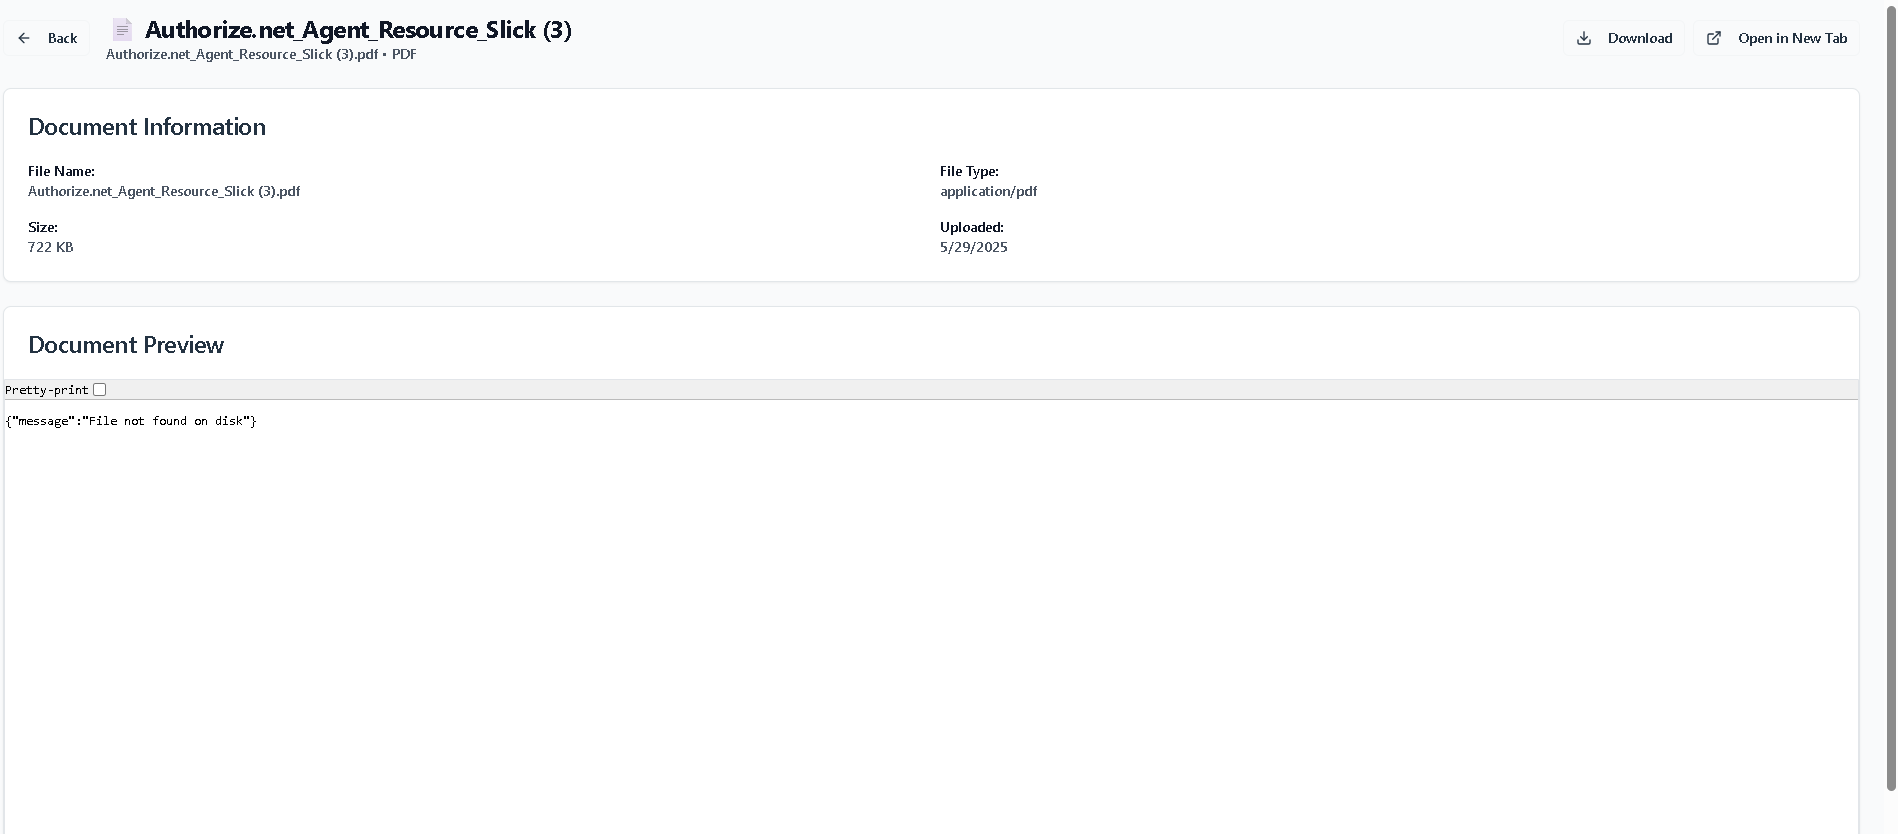 Back
Authorize.net_Agent_Resource_Slick (3)
Authorize.net_Agent_Resource_Slick (3).pdf • PDF
Download
Open in New Tab
Document Information
File Name:
Authorize.net_Agent_Resource_Slick (3).pdf
File Type:
application/pdf
Size:
722 KB
Uploaded:
5/29/2025
Document Preview
Pretty-print
{"message":"File not found on disk"}